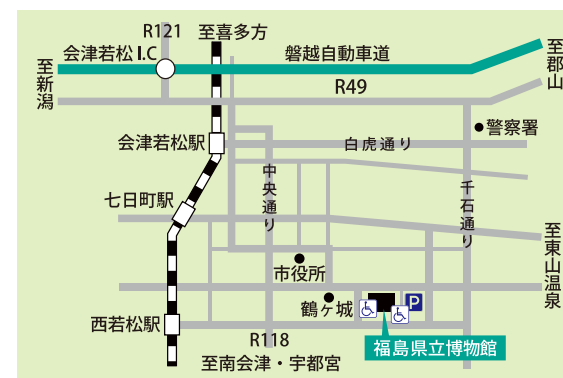 R121
至喜多方
会津若松I.C
磐越自動車道
至郡山
至新潟
R49
警察署
会津若松駅
白虎通り
中央通り
千石通り
七日町駅
至東山温泉
市役所
鶴ヶ城
P
西若松駅
R118
福島県立博物館
至南会津・宇都宮